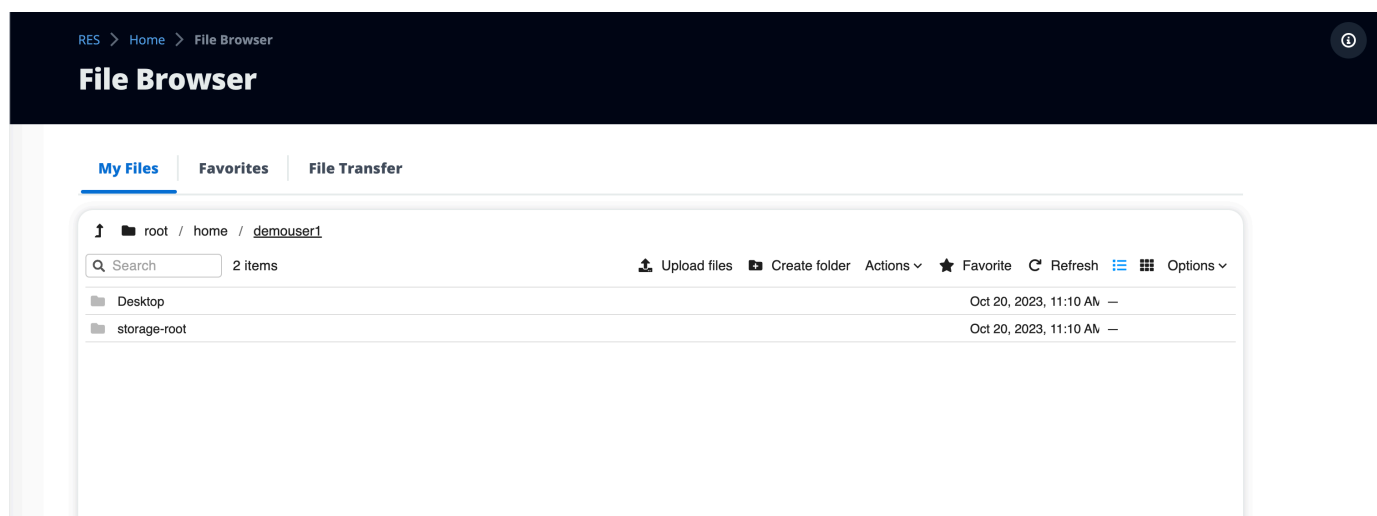 RES > Home > File Browser
File Browser
My Files Favorites File Transfer
root / home / demouser1
Search 2 items Upload files Create folder Actions Favorite Refresh Options
Desktop Oct 20, 2023, 11:10 AM —
storage-root Oct 20, 2023, 11:10 AM —